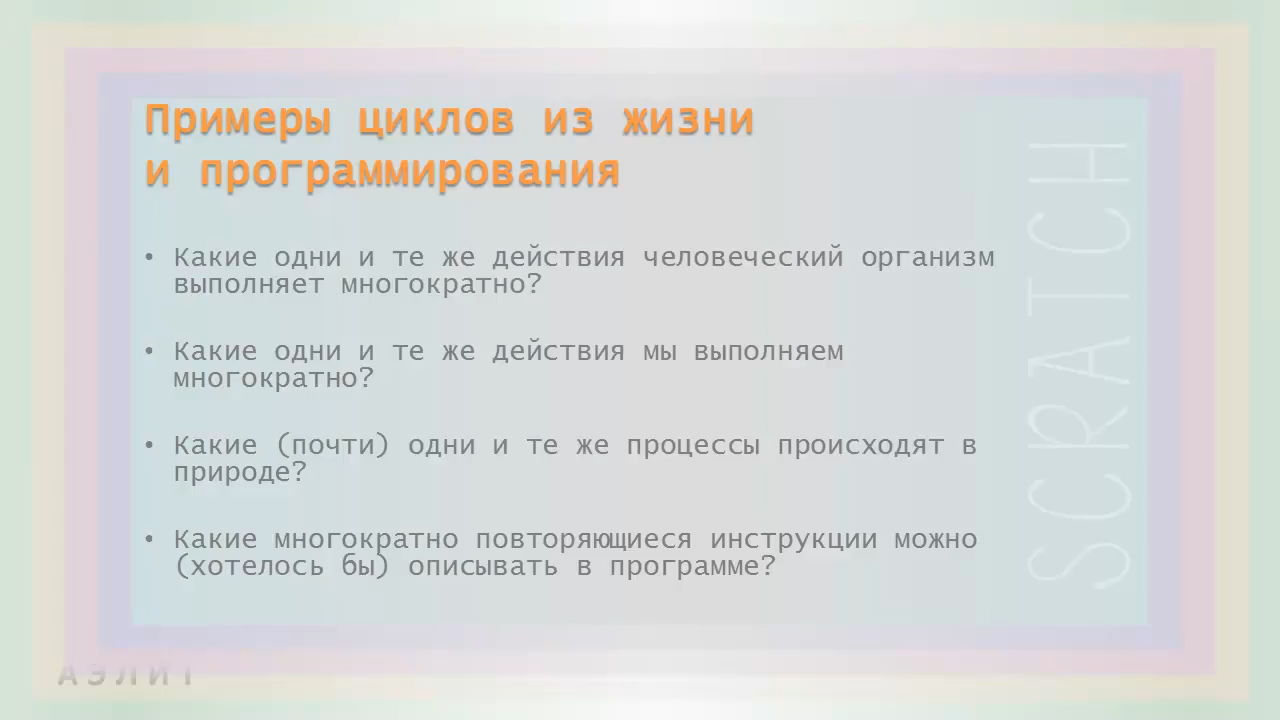 Примеры циклов из жизни
и программирования
• Какие одни и те же действия человеческий организм
выполняет многократно?
• Какие одни и те же действия мы выполняем
многократно?
• Какие (почти) одни и те же процессы происходят в
природе?
• Какие многократно повторяющиеся инструкции можно
(хотелось бы) описывать в программе?
SCRATCH